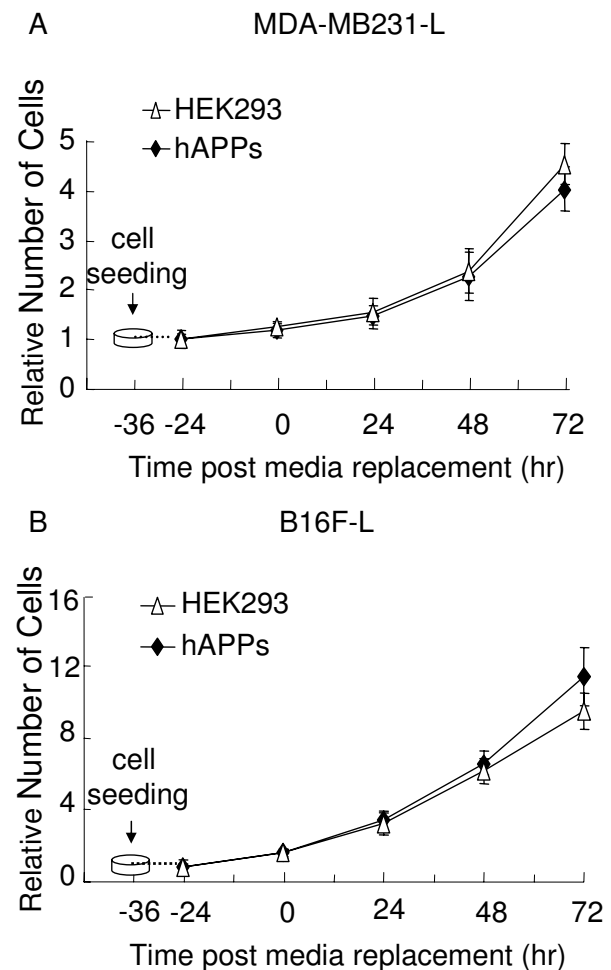 A
MDA-MB231-L
HEK293
hAPPs
Relative Number of Cells
5
4
3
2
1
0
cell
seeding
-36 -24 0 24 48 72
Time post media replacement (hr)
B
B16F-L
HEK293
hAPPs
Relative Number of Cells
16
12
8
4
0
cell
seeding
-36 -24 0 24 48 72
Time post media replacement (hr)